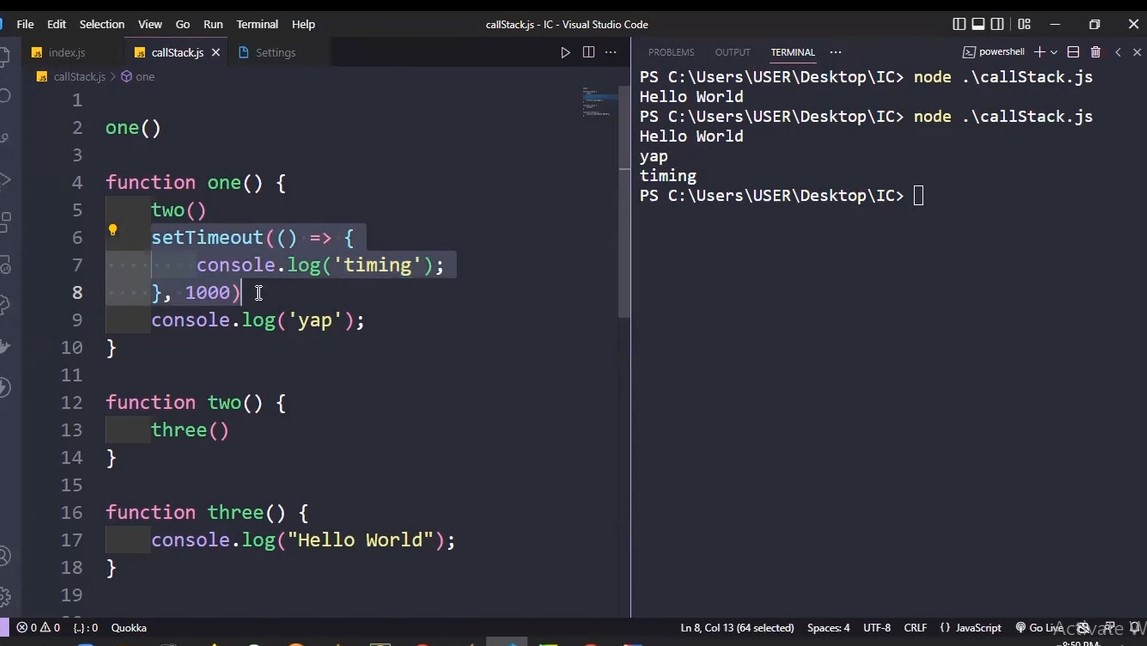 File Edit Selection View Go Run Terminal Help callStack.js - IC - Visual Studio Code
index.js callStack.js Settings
callStack.js > one
1
2 one()
3
4 function one() {
5 two()
6 setTimeout(() => {
7 console.log('timing');
8 }, 1000)
9 console.log('yap');
10 }
11
12 function two() {
13 three()
14 }
15
16 function three() {
17 console.log("Hello World");
18 }
19
PROBLEMS OUTPUT TERMINAL ··· powershell
PS C:\Users\USER\Desktop\IC> node .\callStack.js
Hello World
PS C:\Users\USER\Desktop\IC> node .\callStack.js
Hello World
yap
timing
PS C:\Users\USER\Desktop\IC>
0 0 {..}: 0 Quokka Ln 8, Col 13 (64 selected) Spaces: 4 UTF-8 CRLF {} JavaScript Go Live
Activate W